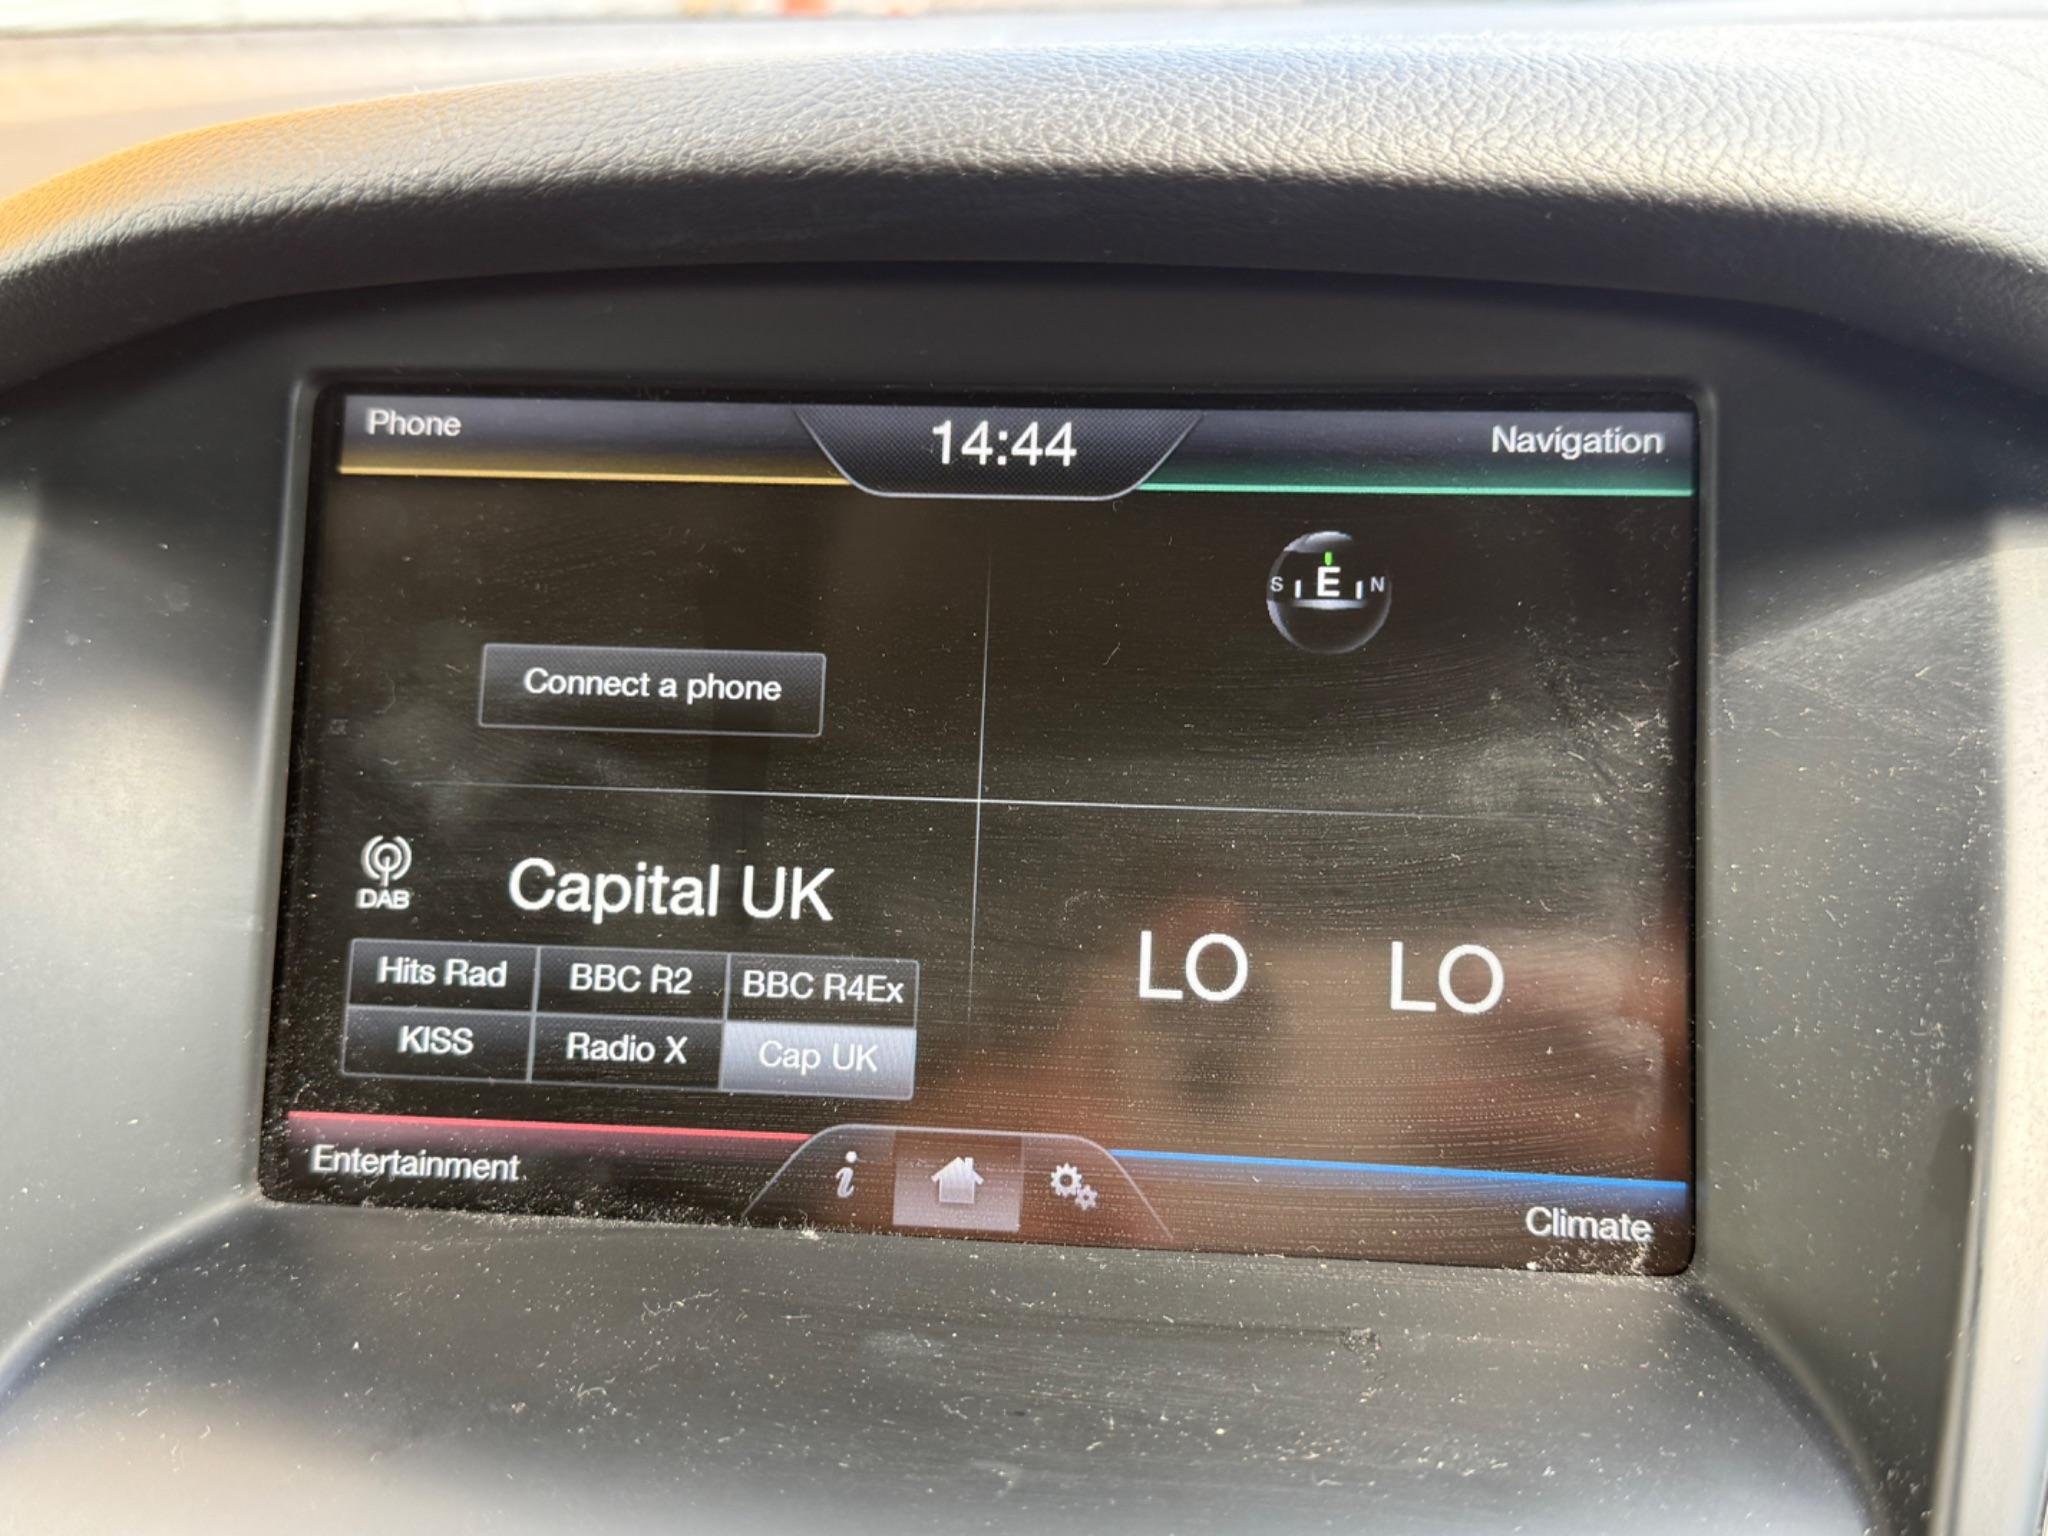 Phone
14:44
Navigation
S E N
Connect a phone
DAB
Capital UK
LO LO
Hits Rad BBC R2 BBC R4Ex
KISS Radio X Cap UK
Entertainment
i
Climate